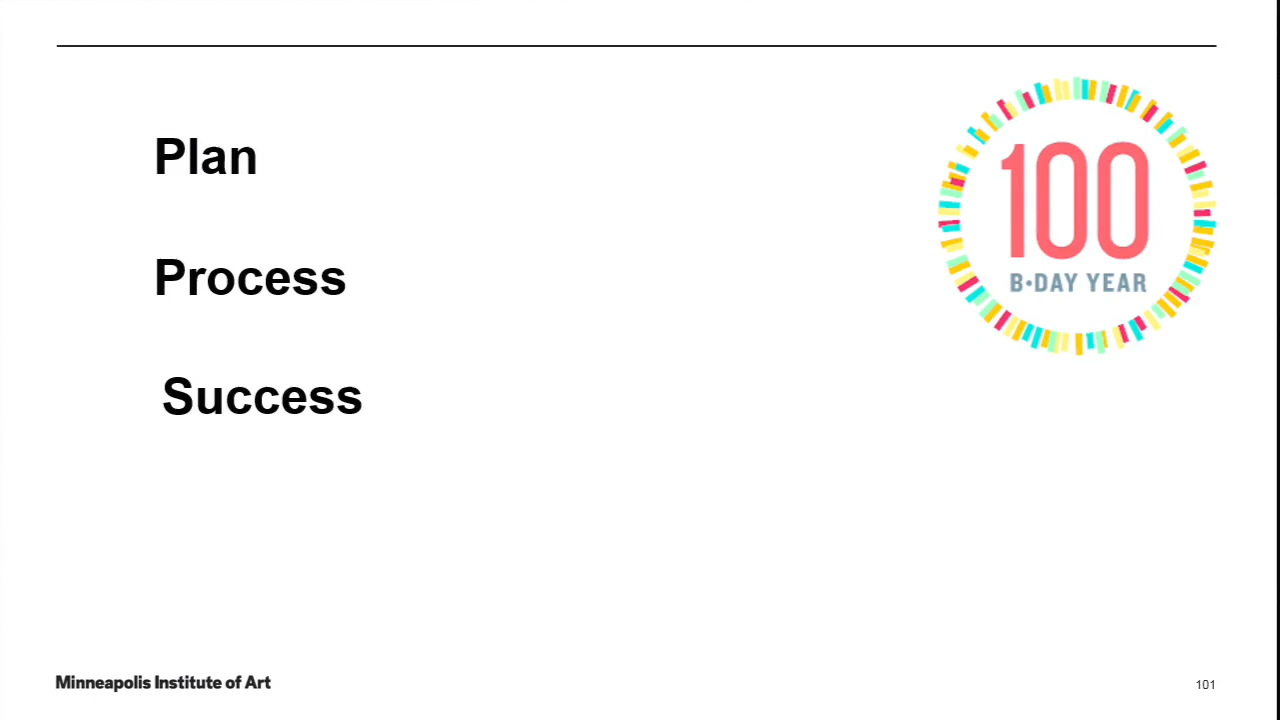 Plan
Process
Success
100
B•DAY YEAR
Minneapolis Institute of Art
101